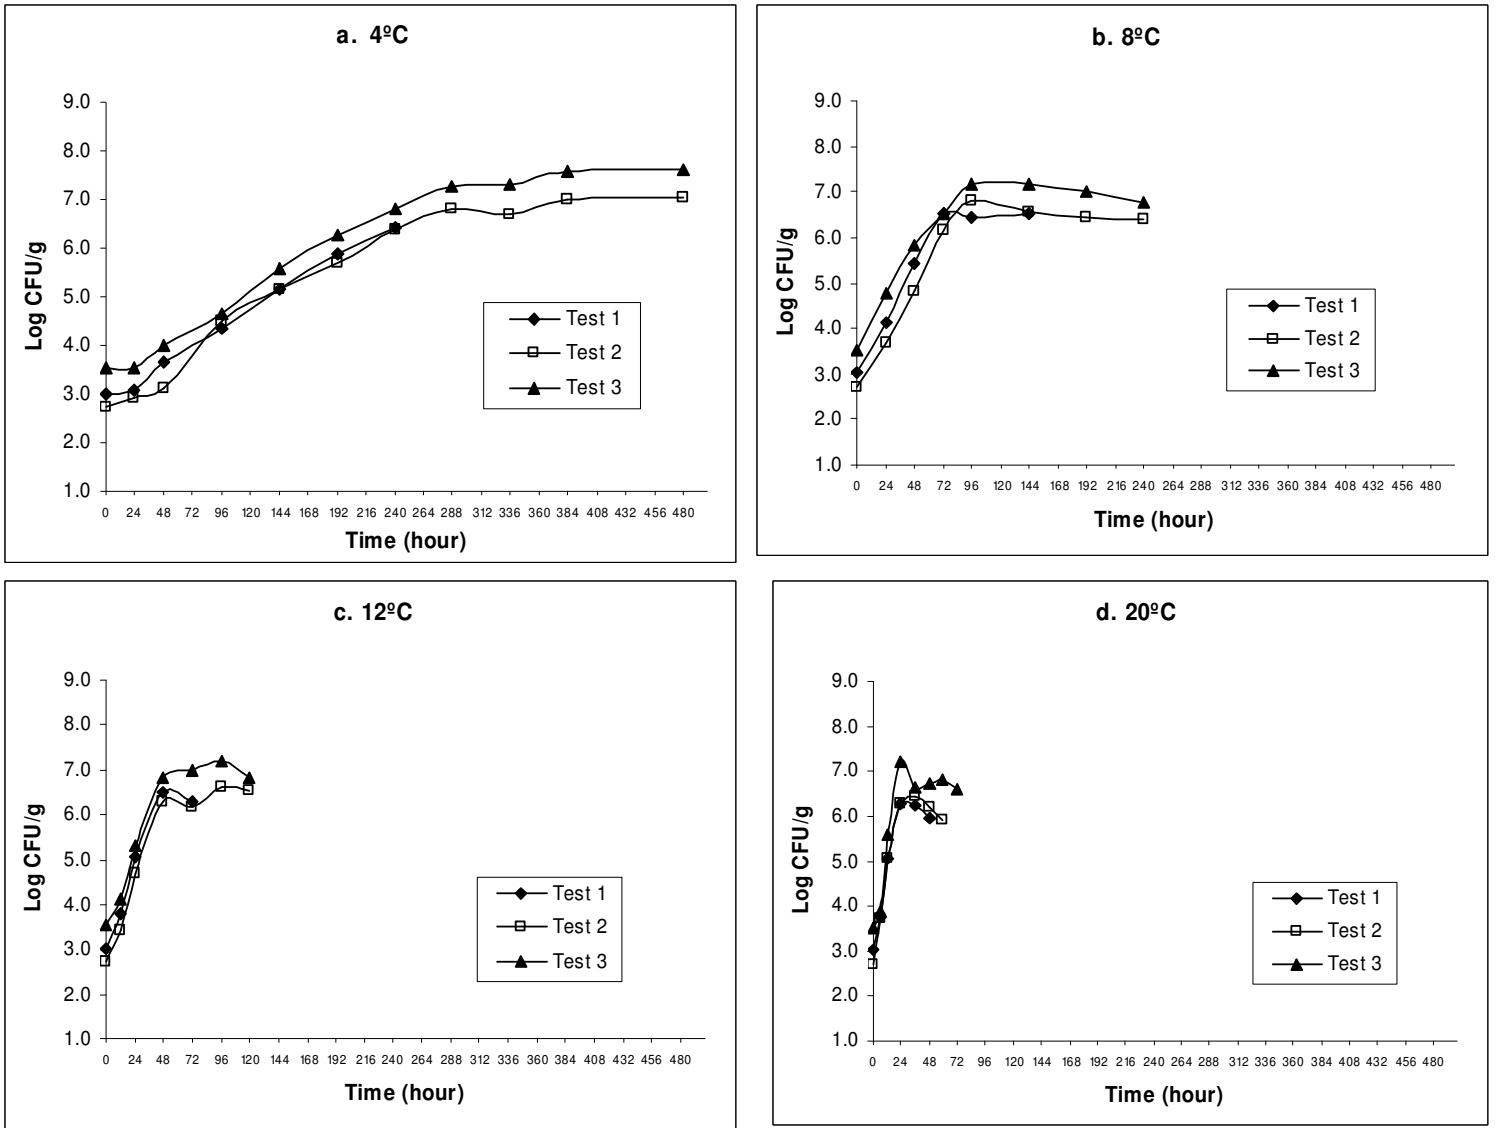 a. 4ºC
9.0
8.0
7.0
6.0
5.0
4.0
3.0
2.0
1.0
Log CFU/g
Test 1
Test 2
Test 3
0 24 48 72 96 120 144 168 192 216 240 264 288 312 336 360 384 408 432 456 480
Time (hour)
b. 8ºC
9.0
8.0
7.0
6.0
5.0
4.0
3.0
2.0
1.0
Log CFU/g
Test 1
Test 2
Test 3
0 24 48 72 96 120 144 168 192 216 240 264 288 312 336 360 384 408 432 456 480
Time (hour)
c. 12ºC
9.0
8.0
7.0
6.0
5.0
4.0
3.0
2.0
1.0
Log CFU/g
Test 1
Test 2
Test 3
0 24 48 72 96 120 144 168 192 216 240 264 288 312 336 360 384 408 432 456 480
Time (hour)
d. 20ºC
9.0
8.0
7.0
6.0
5.0
4.0
3.0
2.0
1.0
Log CFU/g
Test 1
Test 2
Test 3
0 24 48 72 96 120 144 168 192 216 240 264 288 312 336 360 384 408 432 456 480
Time (hour)